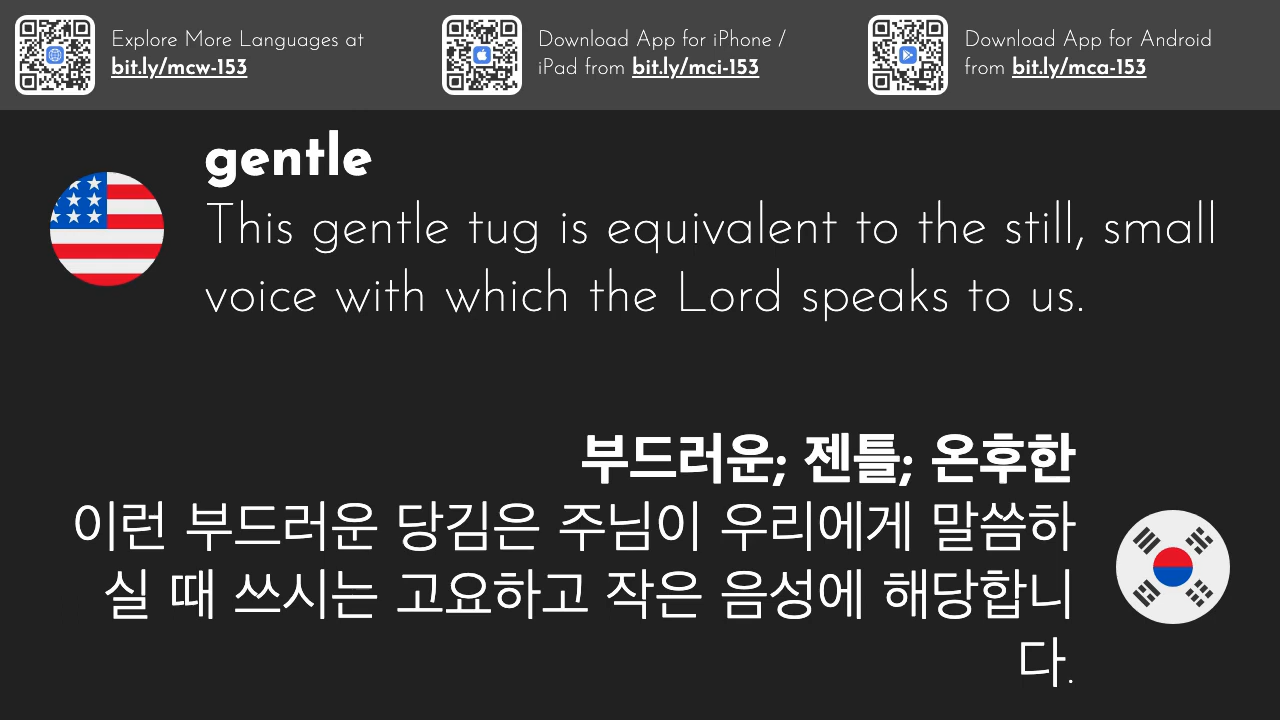 Explore More Languages at
bit.ly/mcw-153
Download App for iPhone /
iPad from bit.ly/mci-153
Download App for Android
from bit.ly/mca-153
gentle
This gentle tug is equivalent to the still, small
voice with which the Lord speaks to us.
부드러운; 젠틀; 온후한
이런 부드러운 당김은 주님이 우리에게 말씀하
실 때 쓰시는 고요하고 작은 음성에 해당합니
다.